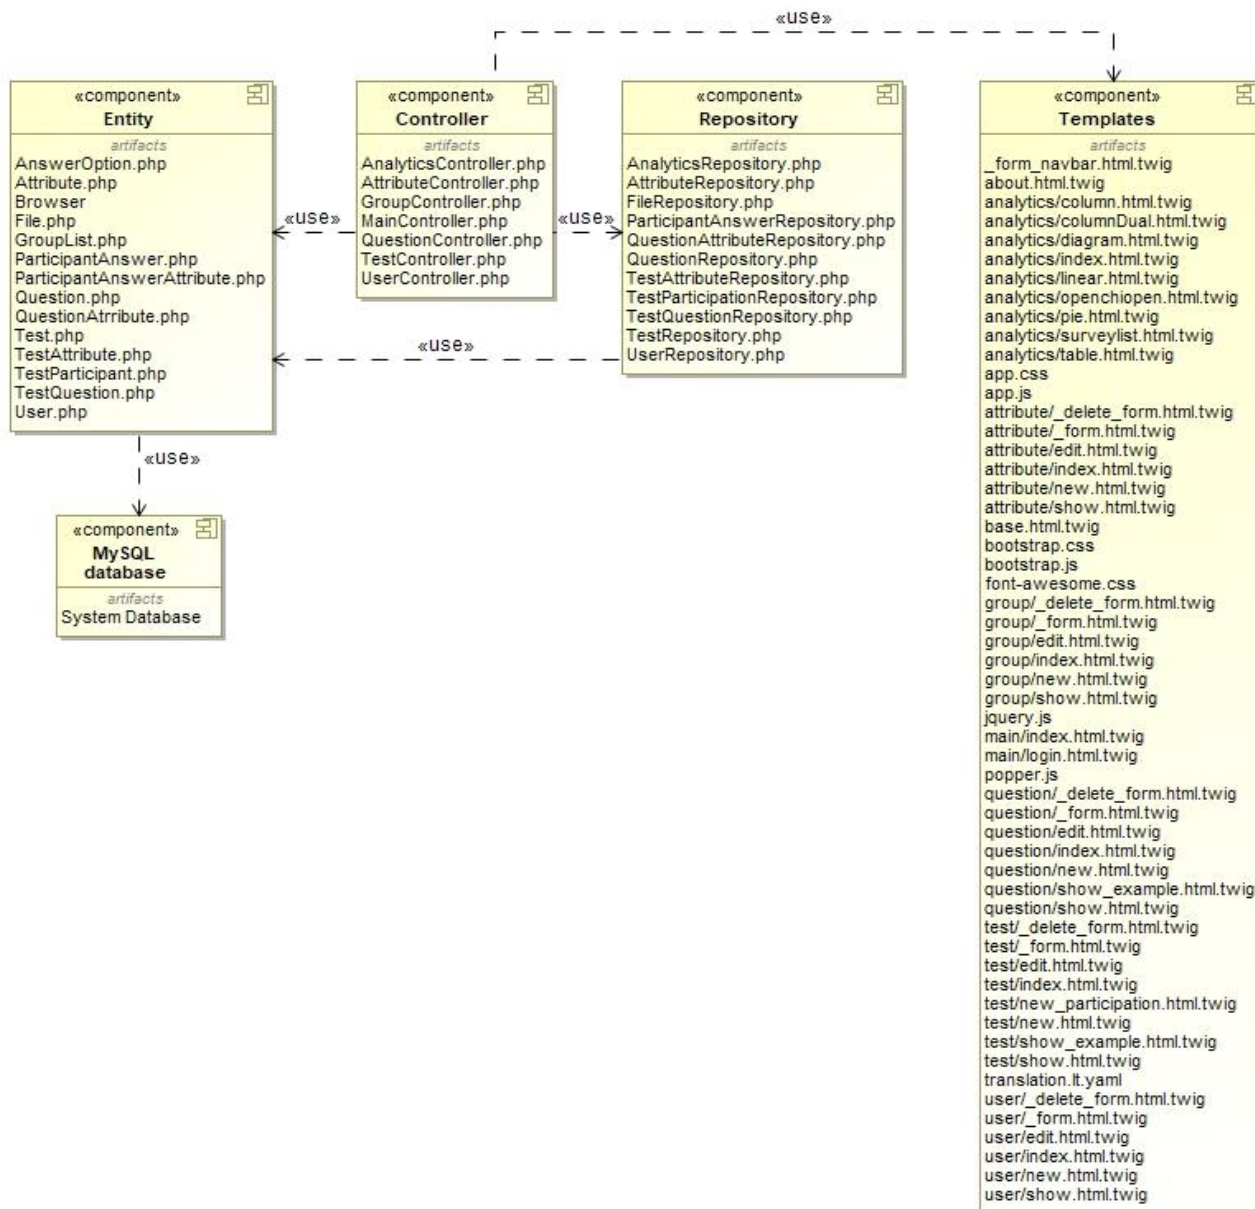 «use»
«component»
Entity
artifacts
AnswerOption.php
Attribute.php
Browser
File.php
GroupList.php
ParticipantAnswer.php
ParticipantAnswerAttribute.php
Question.php
QuestionAtrribute.php
Test.php
TestAttribute.php
TestParticipant.php
TestQuestion.php
User.php
«use»
«component»
Controller
artifacts
AnalyticsController.php
AttributeController.php
GroupController.php
MainController.php
QuestionController.php
TestController.php
UserController.php
«use»
«component»
Repository
artifacts
AnalyticsRepository.php
AttributeRepository.php
FileRepository.php
ParticipantAnswerRepository.php
QuestionAttributeRepository.php
QuestionRepository.php
TestAttributeRepository.php
TestParticipationRepository.php
TestQuestionRepository.php
TestRepository.php
UserRepository.php
«use»
«use»
«component»
MySQL
database
artifacts
System Database
«component»
Templates
artifacts
_form_navbar.html.twig
about.html.twig
analytics/column.html.twig
analytics/columnDual.html.twig
analytics/diagram.html.twig
analytics/index.html.twig
analytics/linear.html.twig
analytics/openchiopen.html.twig
analytics/pie.html.twig
analytics/surveylist.html.twig
analytics/table.html.twig
app.css
app.js
attribute/_delete_form.html.twig
attribute/_form.html.twig
attribute/edit.html.twig
attribute/index.html.twig
attribute/new.html.twig
attribute/show.html.twig
base.html.twig
bootstrap.css
bootstrap.js
font-awesome.css
group/_delete_form.html.twig
group/_form.html.twig
group/edit.html.twig
group/index.html.twig
group/new.html.twig
group/show.html.twig
jquery.js
main/index.html.twig
main/login.html.twig
popper.js
question/_delete_form.html.twig
question/_form.html.twig
question/edit.html.twig
question/index.html.twig
question/new.html.twig
question/show_example.html.twig
question/show.html.twig
test/_delete_form.html.twig
test/_form.html.twig
test/edit.html.twig
test/index.html.twig
test/new_participation.html.twig
test/new.html.twig
test/show_example.html.twig
test/show.html.twig
translation.lt.yaml
user/_delete_form.html.twig
user/_form.html.twig
user/edit.html.twig
user/index.html.twig
user/new.html.twig
user/show.html.twig